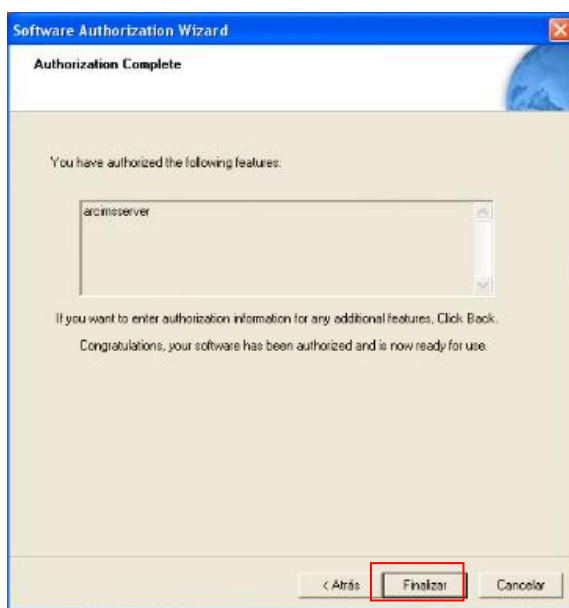 Software Authorization Wizard
Authorization Complete
You have authorized the following features:
arcimsserver
If you want to enter authorization information for any additional features, Click Back.
Congratulations, your software has been authorized and is now ready for use.
< Atrás Finalizar Cancelar